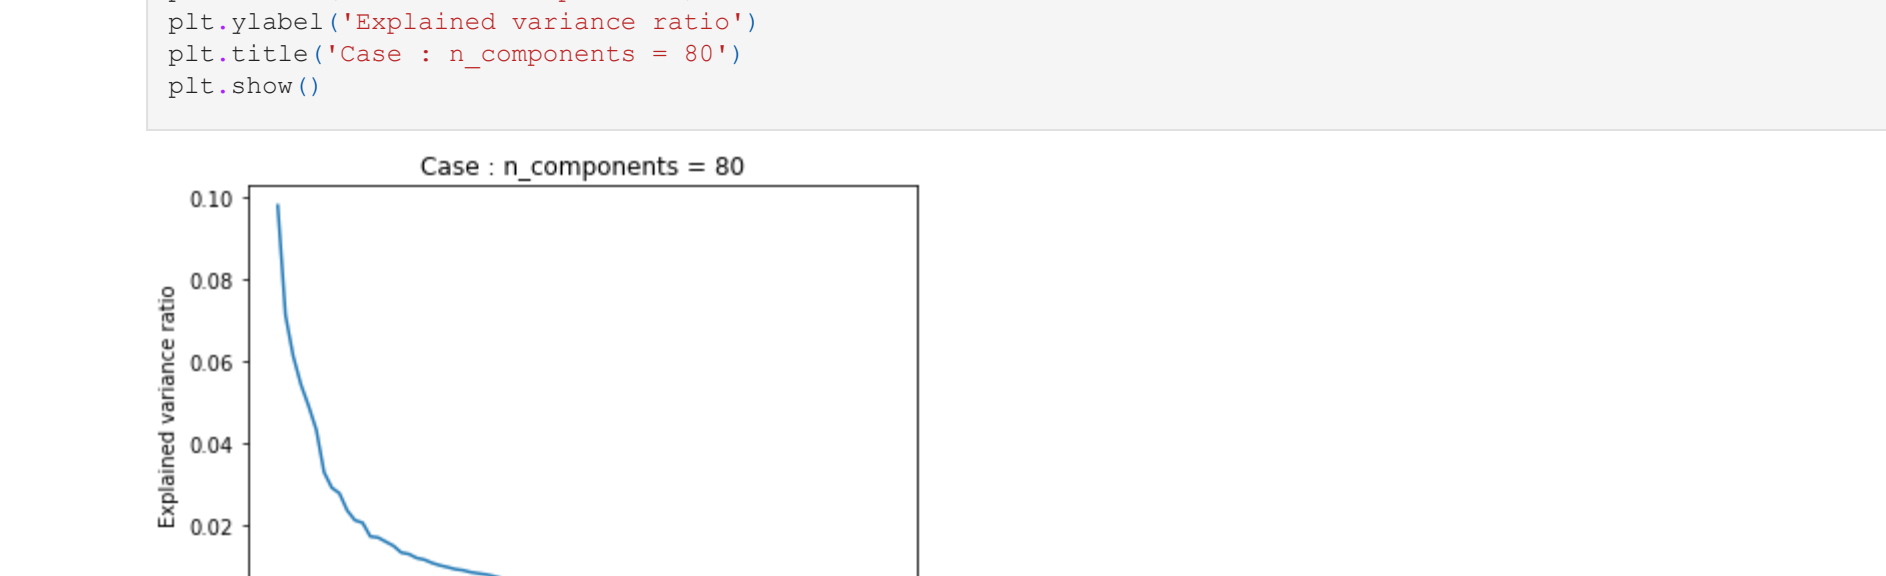 plt.ylabel('Explained variance ratio')
plt.title('Case : n_components = 80')
plt.show()
Case : n_components = 80
0.10
0.08
0.06
0.04
0.02
Explained variance ratio